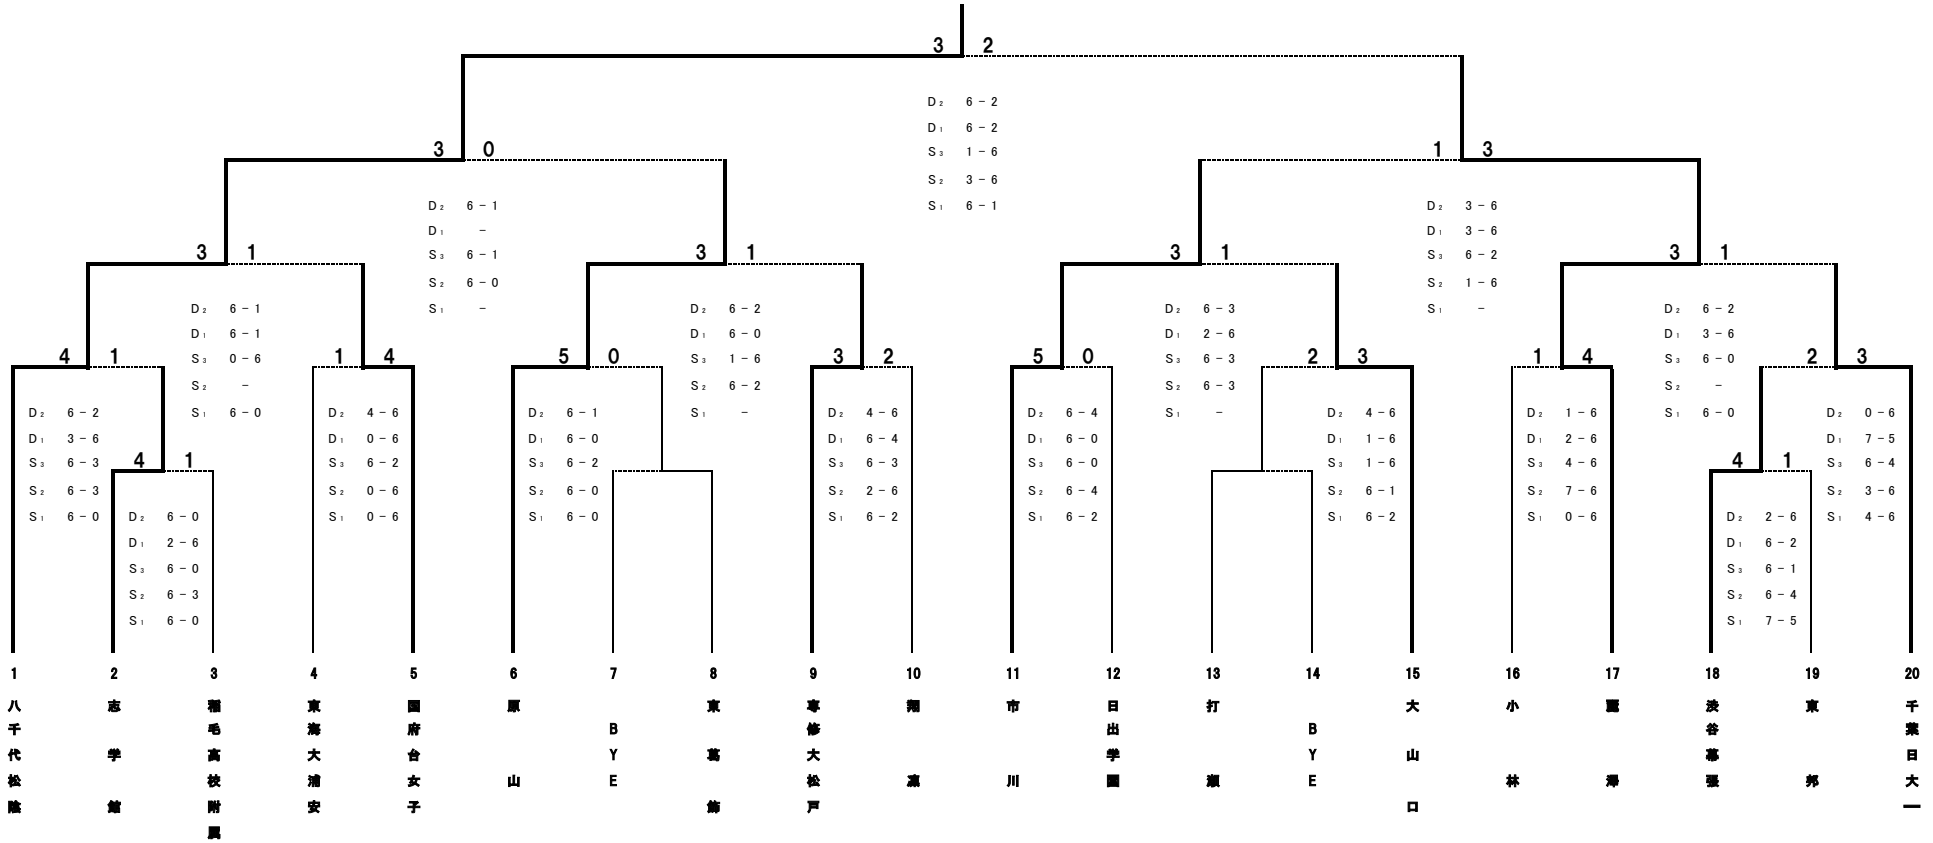 3 2
D2 6-2
D1 6-2
S3 1-6
S2 3-6
S1 6-1
3 0
D2 6-1
D1 -
S3 6-1
S2 6-0
S1 -
1 3
D2 3-6
D1 3-6
S3 6-2
S2 1-6
S1 -
3 1
D2 6-1
D1 6-1
S3 0-6
S2 -
S1 6-0
3 1
D2 6-2
D1 6-0
S3 1-6
S2 6-2
S1 -
3 1
D2 6-3
D1 2-6
S3 6-3
S2 6-3
S1 -
3 1
D2 6-2
D1 3-6
S3 6-0
S2 -
S1 6-0
4 1
D2 6-2
D1 3-6
S3 6-3
S2 6-3
S1 6-0
1 4
D2 4-6
D1 0-6
S3 6-2
S2 0-6
S1 0-6
5 0
D2 6-1
D1 6-0
S3 6-2
S2 6-0
S1 6-0
3 2
D2 4-6
D1 6-4
S3 6-3
S2 2-6
S1 6-2
5 0
D2 6-4
D1 6-0
S3 6-0
S2 6-4
S1 6-2
2 3
D2 4-6
D1 1-6
S3 1-6
S2 6-1
S1 6-2
1 4
D2 1-6
D1 2-6
S3 4-6
S2 7-6
S1 0-6
2 3
D2 0-6
D1 7-5
S3 6-4
S2 3-6
S1 4-6
4 1
D2 6-0
D1 2-6
S3 6-0
S2 6-3
S1 6-0
4 1
D2 2-6
D1 6-2
S3 6-1
S2 6-4
S1 7-5
1 八千代松陰
2 志学館
3 稲毛高校附属
4 東海大浦安
5 国府台女子
6 原山
7 BYE
8 東葛飾
9 専修大松戸
10 翔凜
11 市川
12 日出学園
13 打瀬
14 BYE
15 大山口
16 小林
17 麗澤
18 渋谷幕張
19 東邦
20 千葉日大一